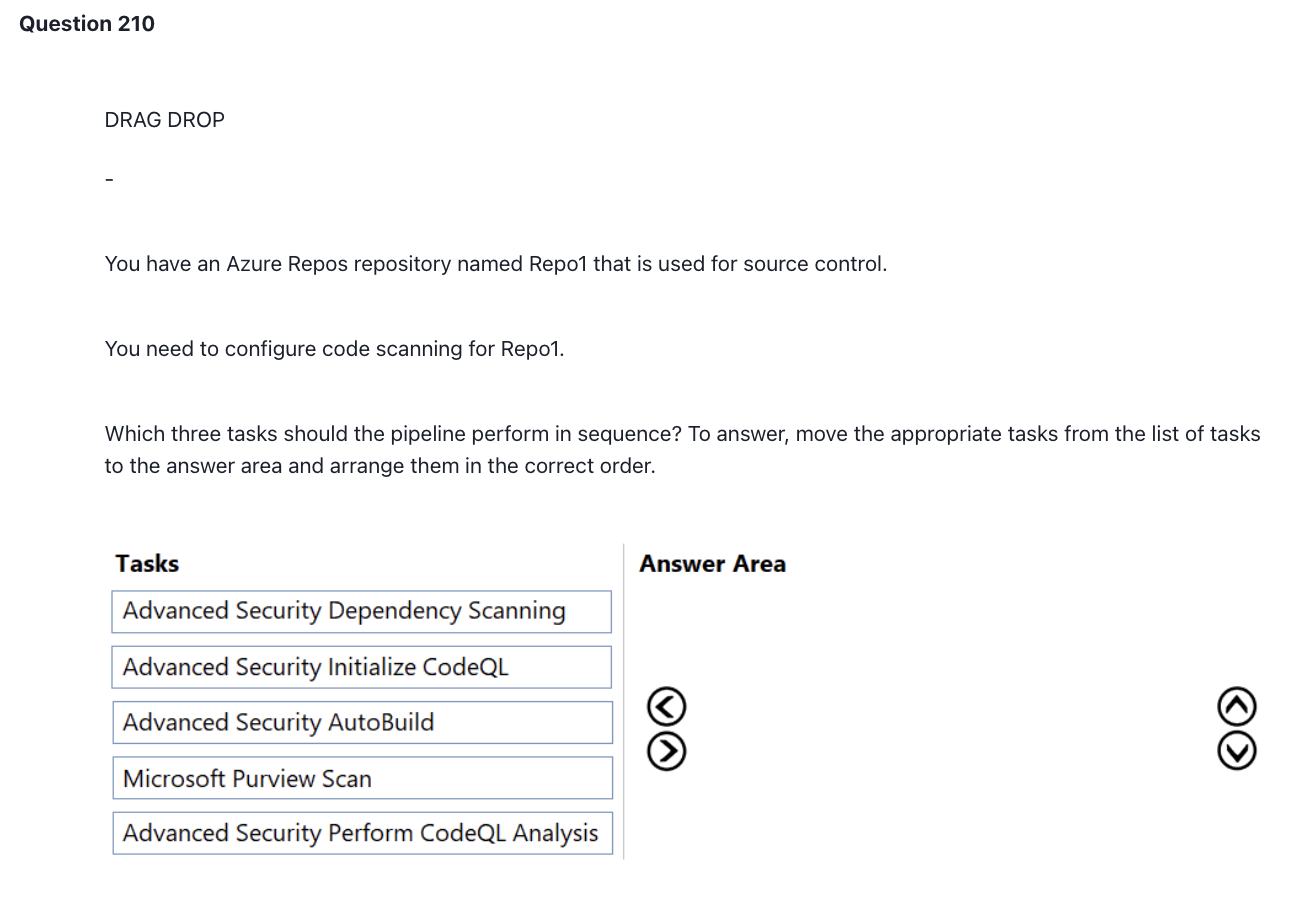 Question 210
DRAG DROP
-
You have an Azure Repos repository named Repo1 that is used for source control.
You need to configure code scanning for Repo1.
Which three tasks should the pipeline perform in sequence? To answer, move the appropriate tasks from the list of tasks
to the answer area and arrange them in the correct order.
Tasks
Advanced Security Dependency Scanning
Advanced Security Initialize CodeQL
Advanced Security AutoBuild
Microsoft Purview Scan
Advanced Security Perform CodeQL Analysis
Answer Area